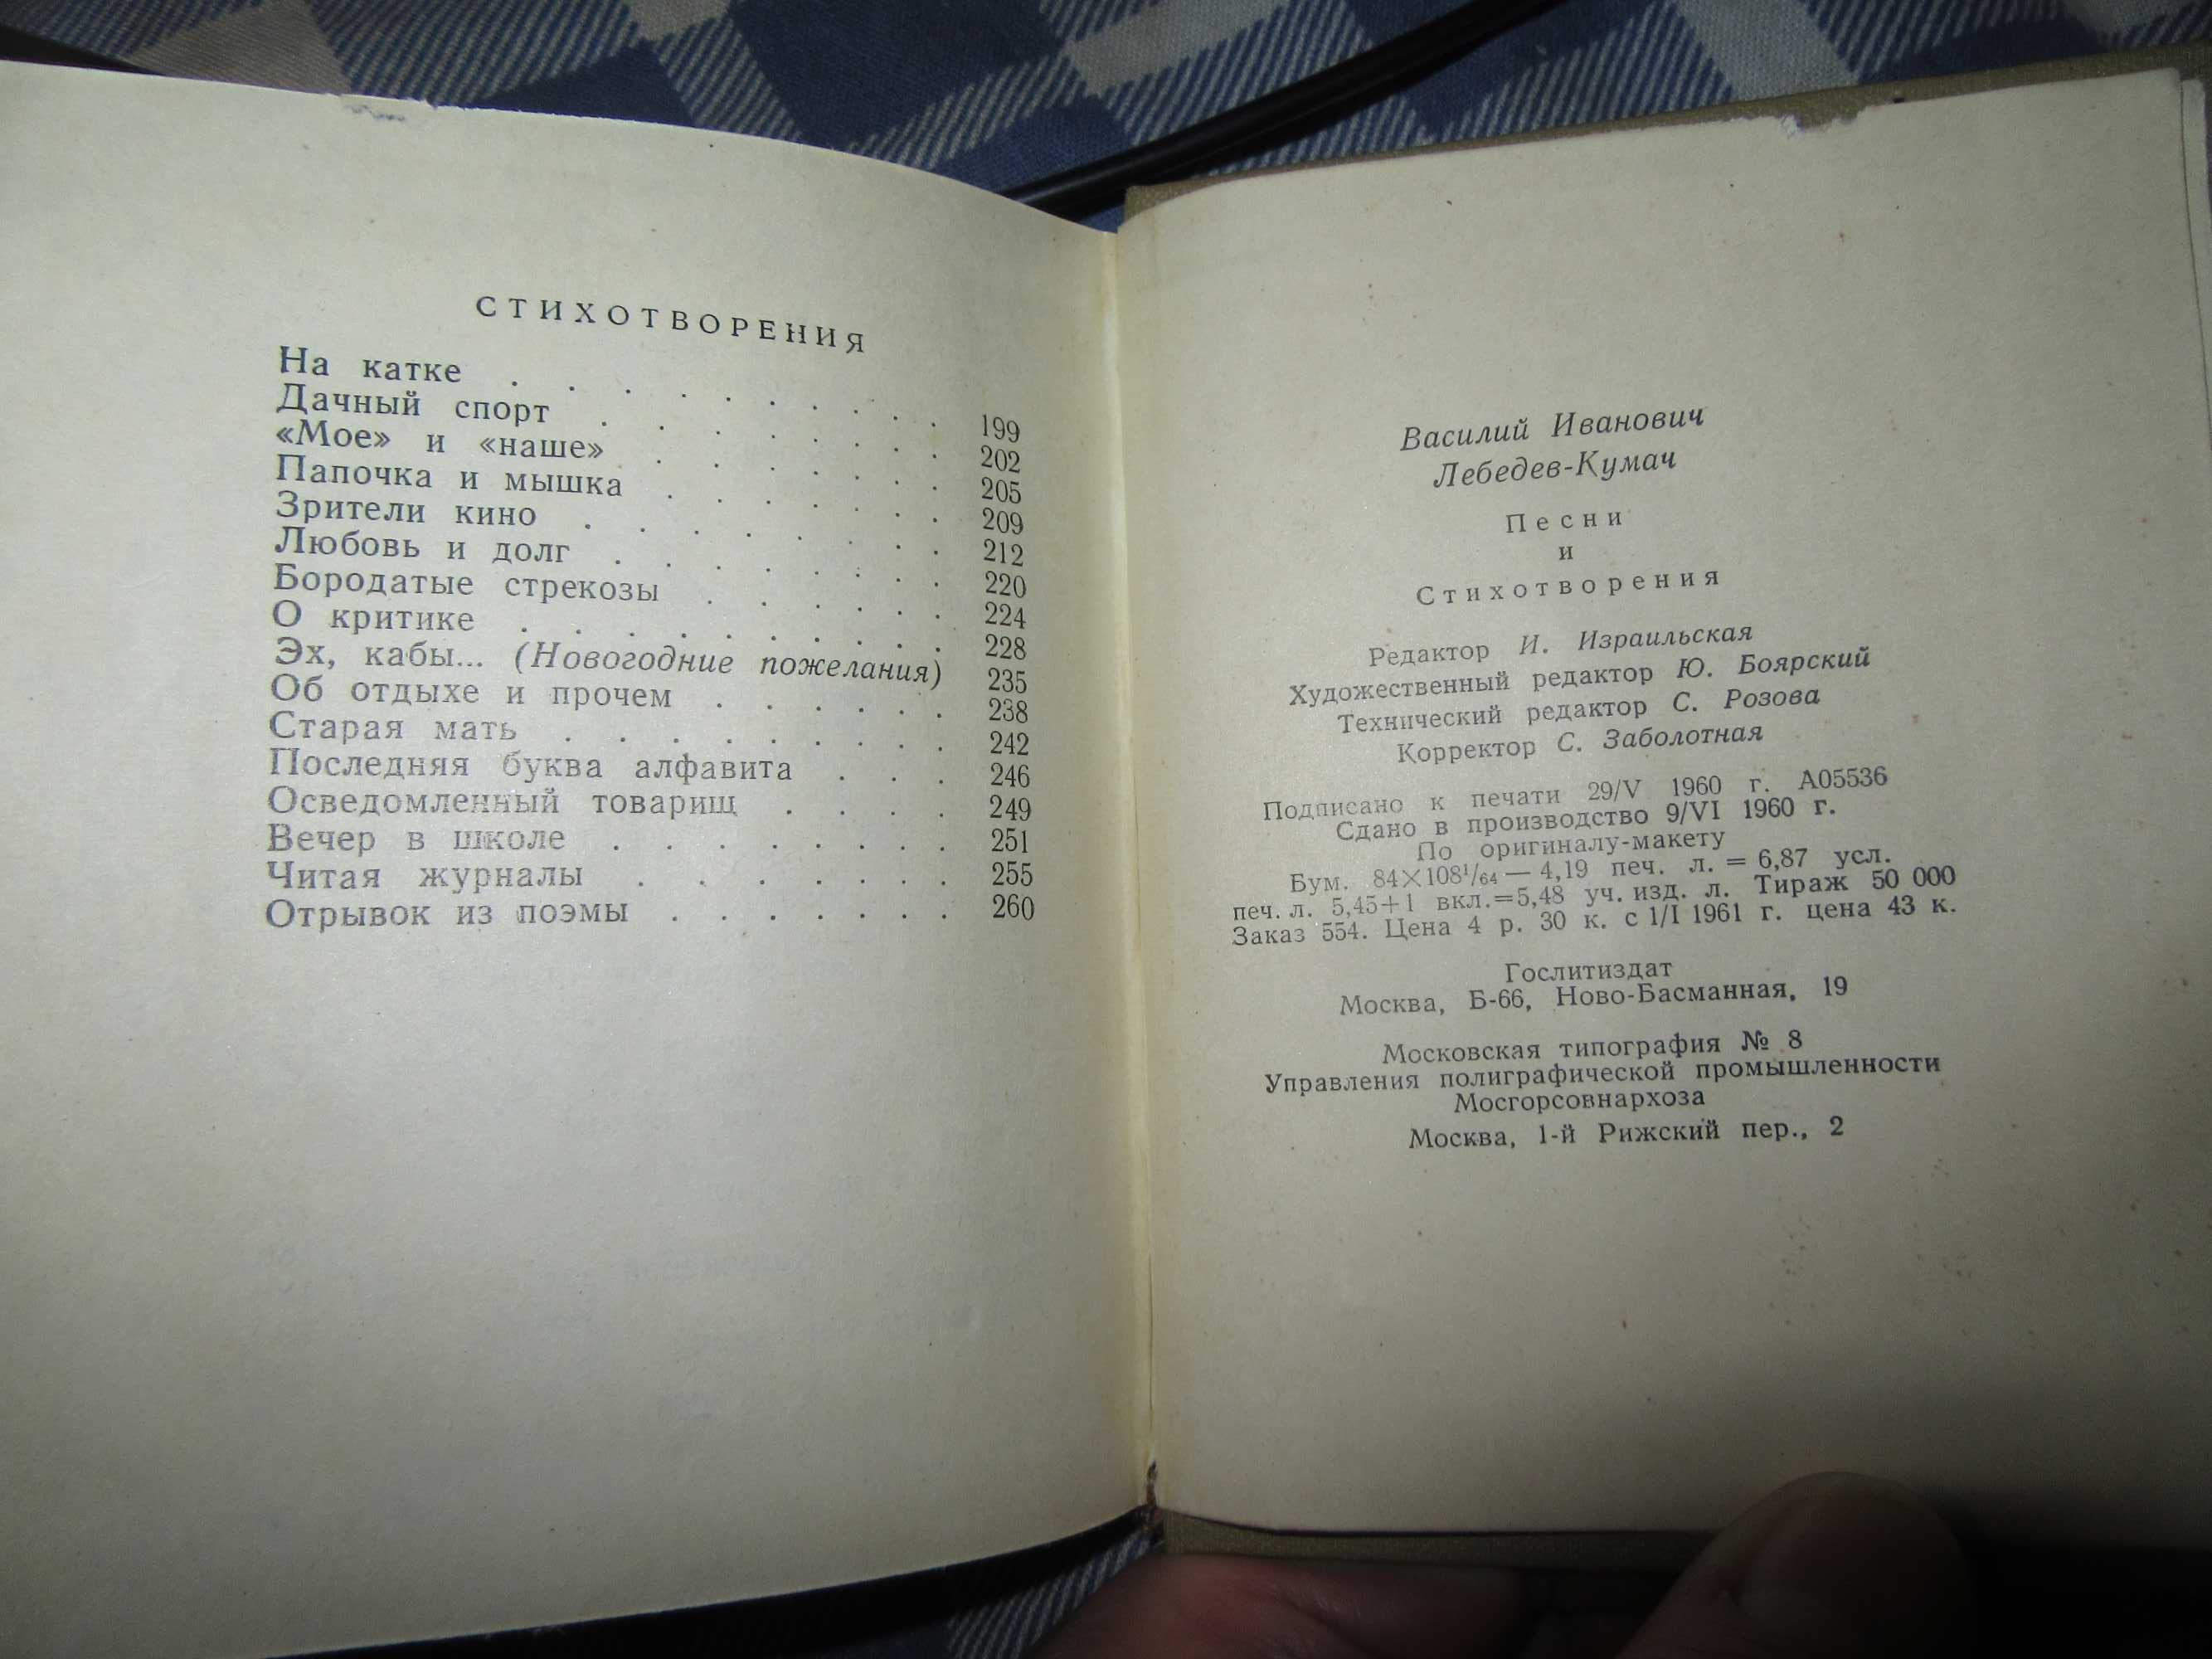 СТИХОТВОРЕНИЯ
На катке . . . . . . . . 199
Дачный спорт . . . . . . . 202
«Мое» и «наше» . . . . . . 205
Папочка и мышка . . . . . . 209
Зрители кино . . . . . . . 212
Любовь и долг . . . . . . . 220
Бородатые стрекозы . . . . . 224
О критике . . . . . . . . . 228
Эх, кабы... (Новогодние пожелания) 235
Об отдыхе и прочем . . . . . . 238
Старая мать . . . . . . . . 242
Последняя буква алфавита . . . 246
Осведомленный товарищ . . . . 249
Вечер в школе . . . . . . . 251
Читая журналы . . . . . . 255
Отрывок из поэмы . . . . . . 260
Василий Иванович
Лебедев-Кумач
Песни
и
Стихотворения
Редактор И. Израильская
Художественный редактор Ю. Боярский
Технический редактор С. Розова
Корректор С. Заболотная
Подписано к печати 29/V 1960 г. А05536
Сдано в производство 9/VI 1960 г.
По оригиналу-макету
Бум. 84×108¹/₆₄ — 4,19 печ. л. = 6,87 усл.
печ. л. 5,45+1 вкл.=5,48 уч. изд. л. Тираж 50 000
Заказ 554. Цена 4 р. 30 к. с 1/I 1961 г. цена 43 к.
Гослитиздат
Москва, Б-66, Ново-Басманная, 19
Московская типография № 8
Управления полиграфической промышленности
Мосгорсовнархоза
Москва, 1-й Рижский пер., 2